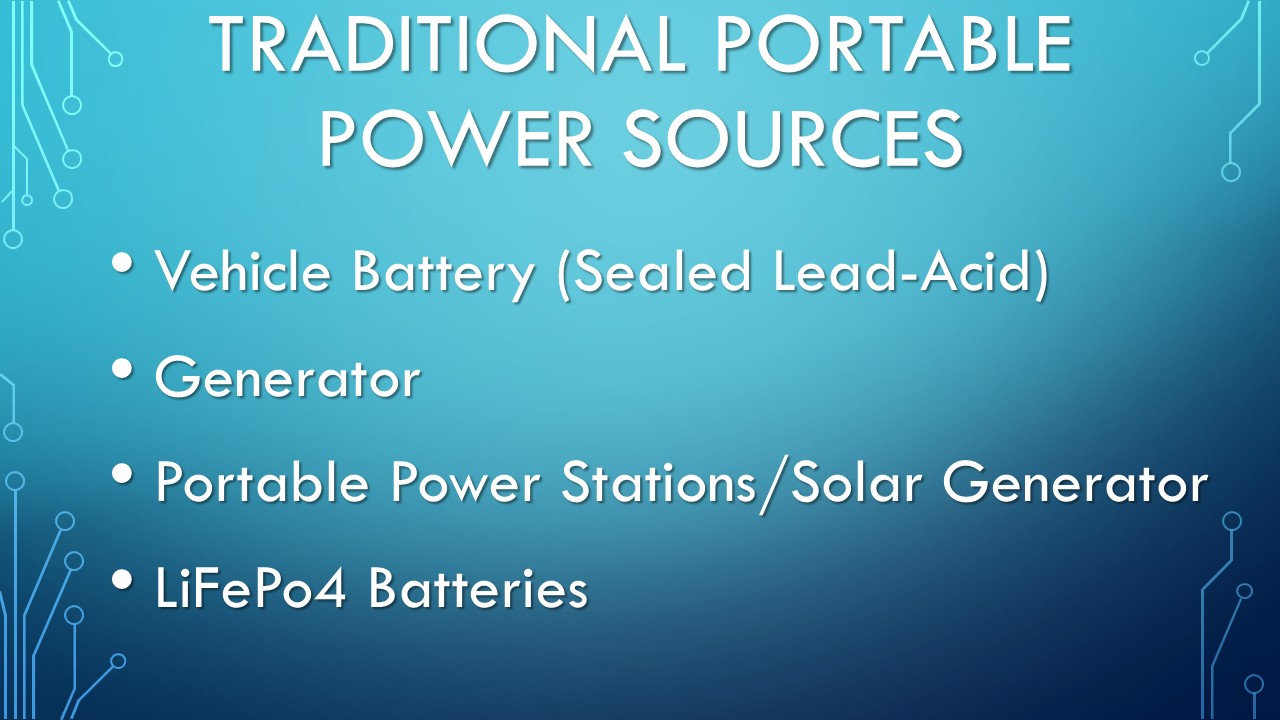 TRADITIONAL PORTABLE
POWER SOURCES
• Vehicle Battery (Sealed Lead-Acid)
• Generator
• Portable Power Stations/Solar Generator
• LiFePo4 Batteries